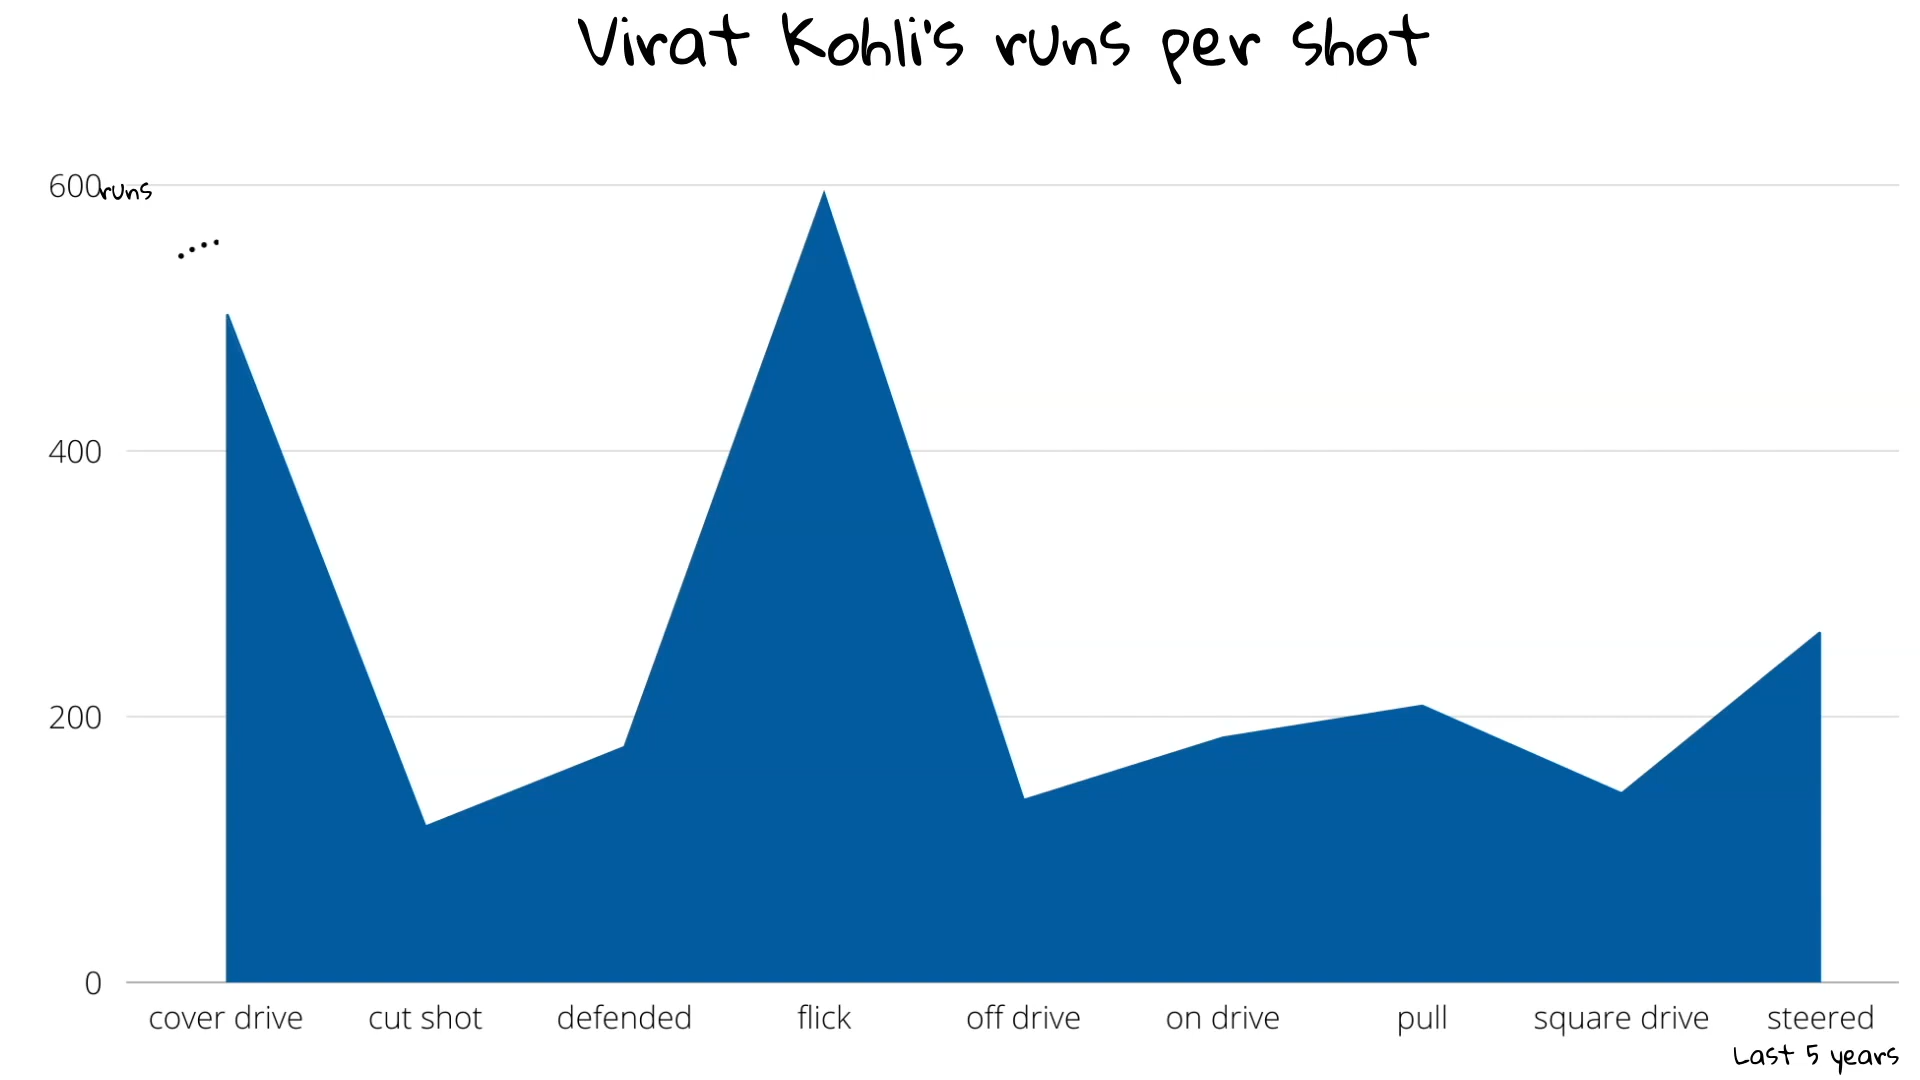 Virat Kohli's runs per shot
600 runs
400
200
0
cover drive cut shot defended flick off drive on drive pull square drive steered
Last 5 years